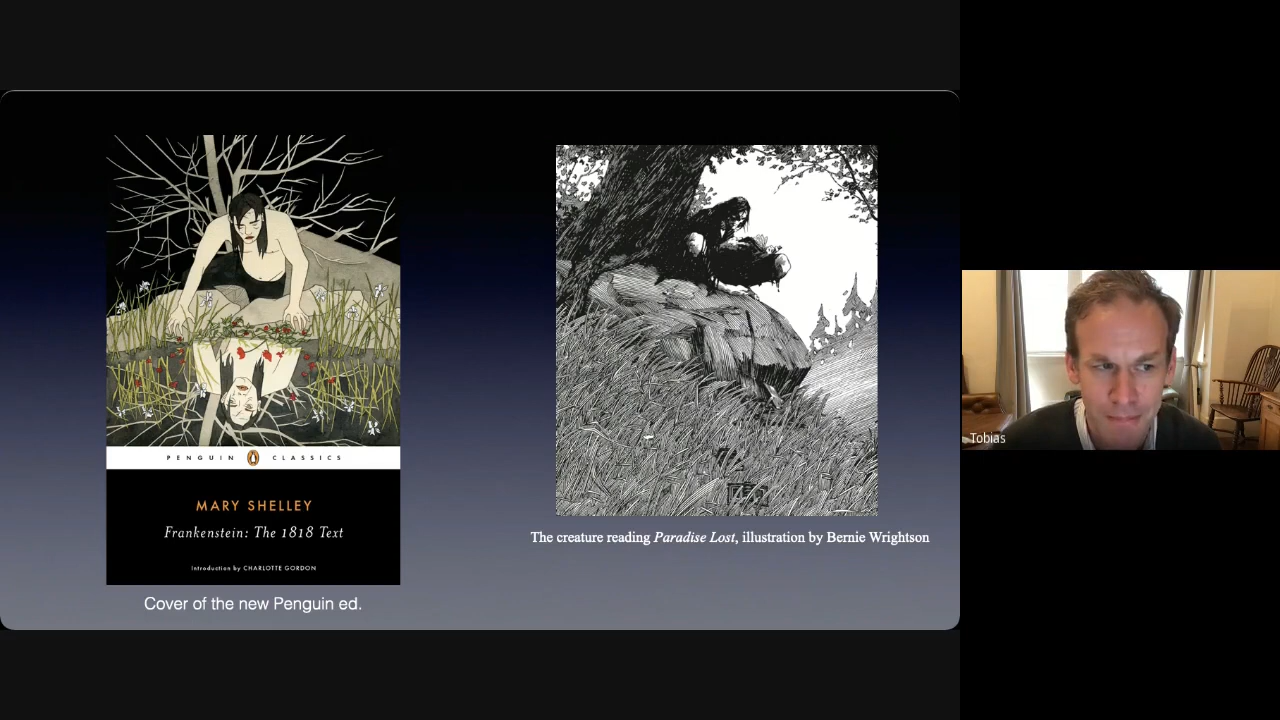 PENGUIN CLASSICS
MARY SHELLEY
Frankenstein: The 1818 Text
Introduction by CHARLOTTE GORDON
Cover of the new Penguin ed.
The creature reading Paradise Lost, illustration by Bernie Wrightson
Tobias